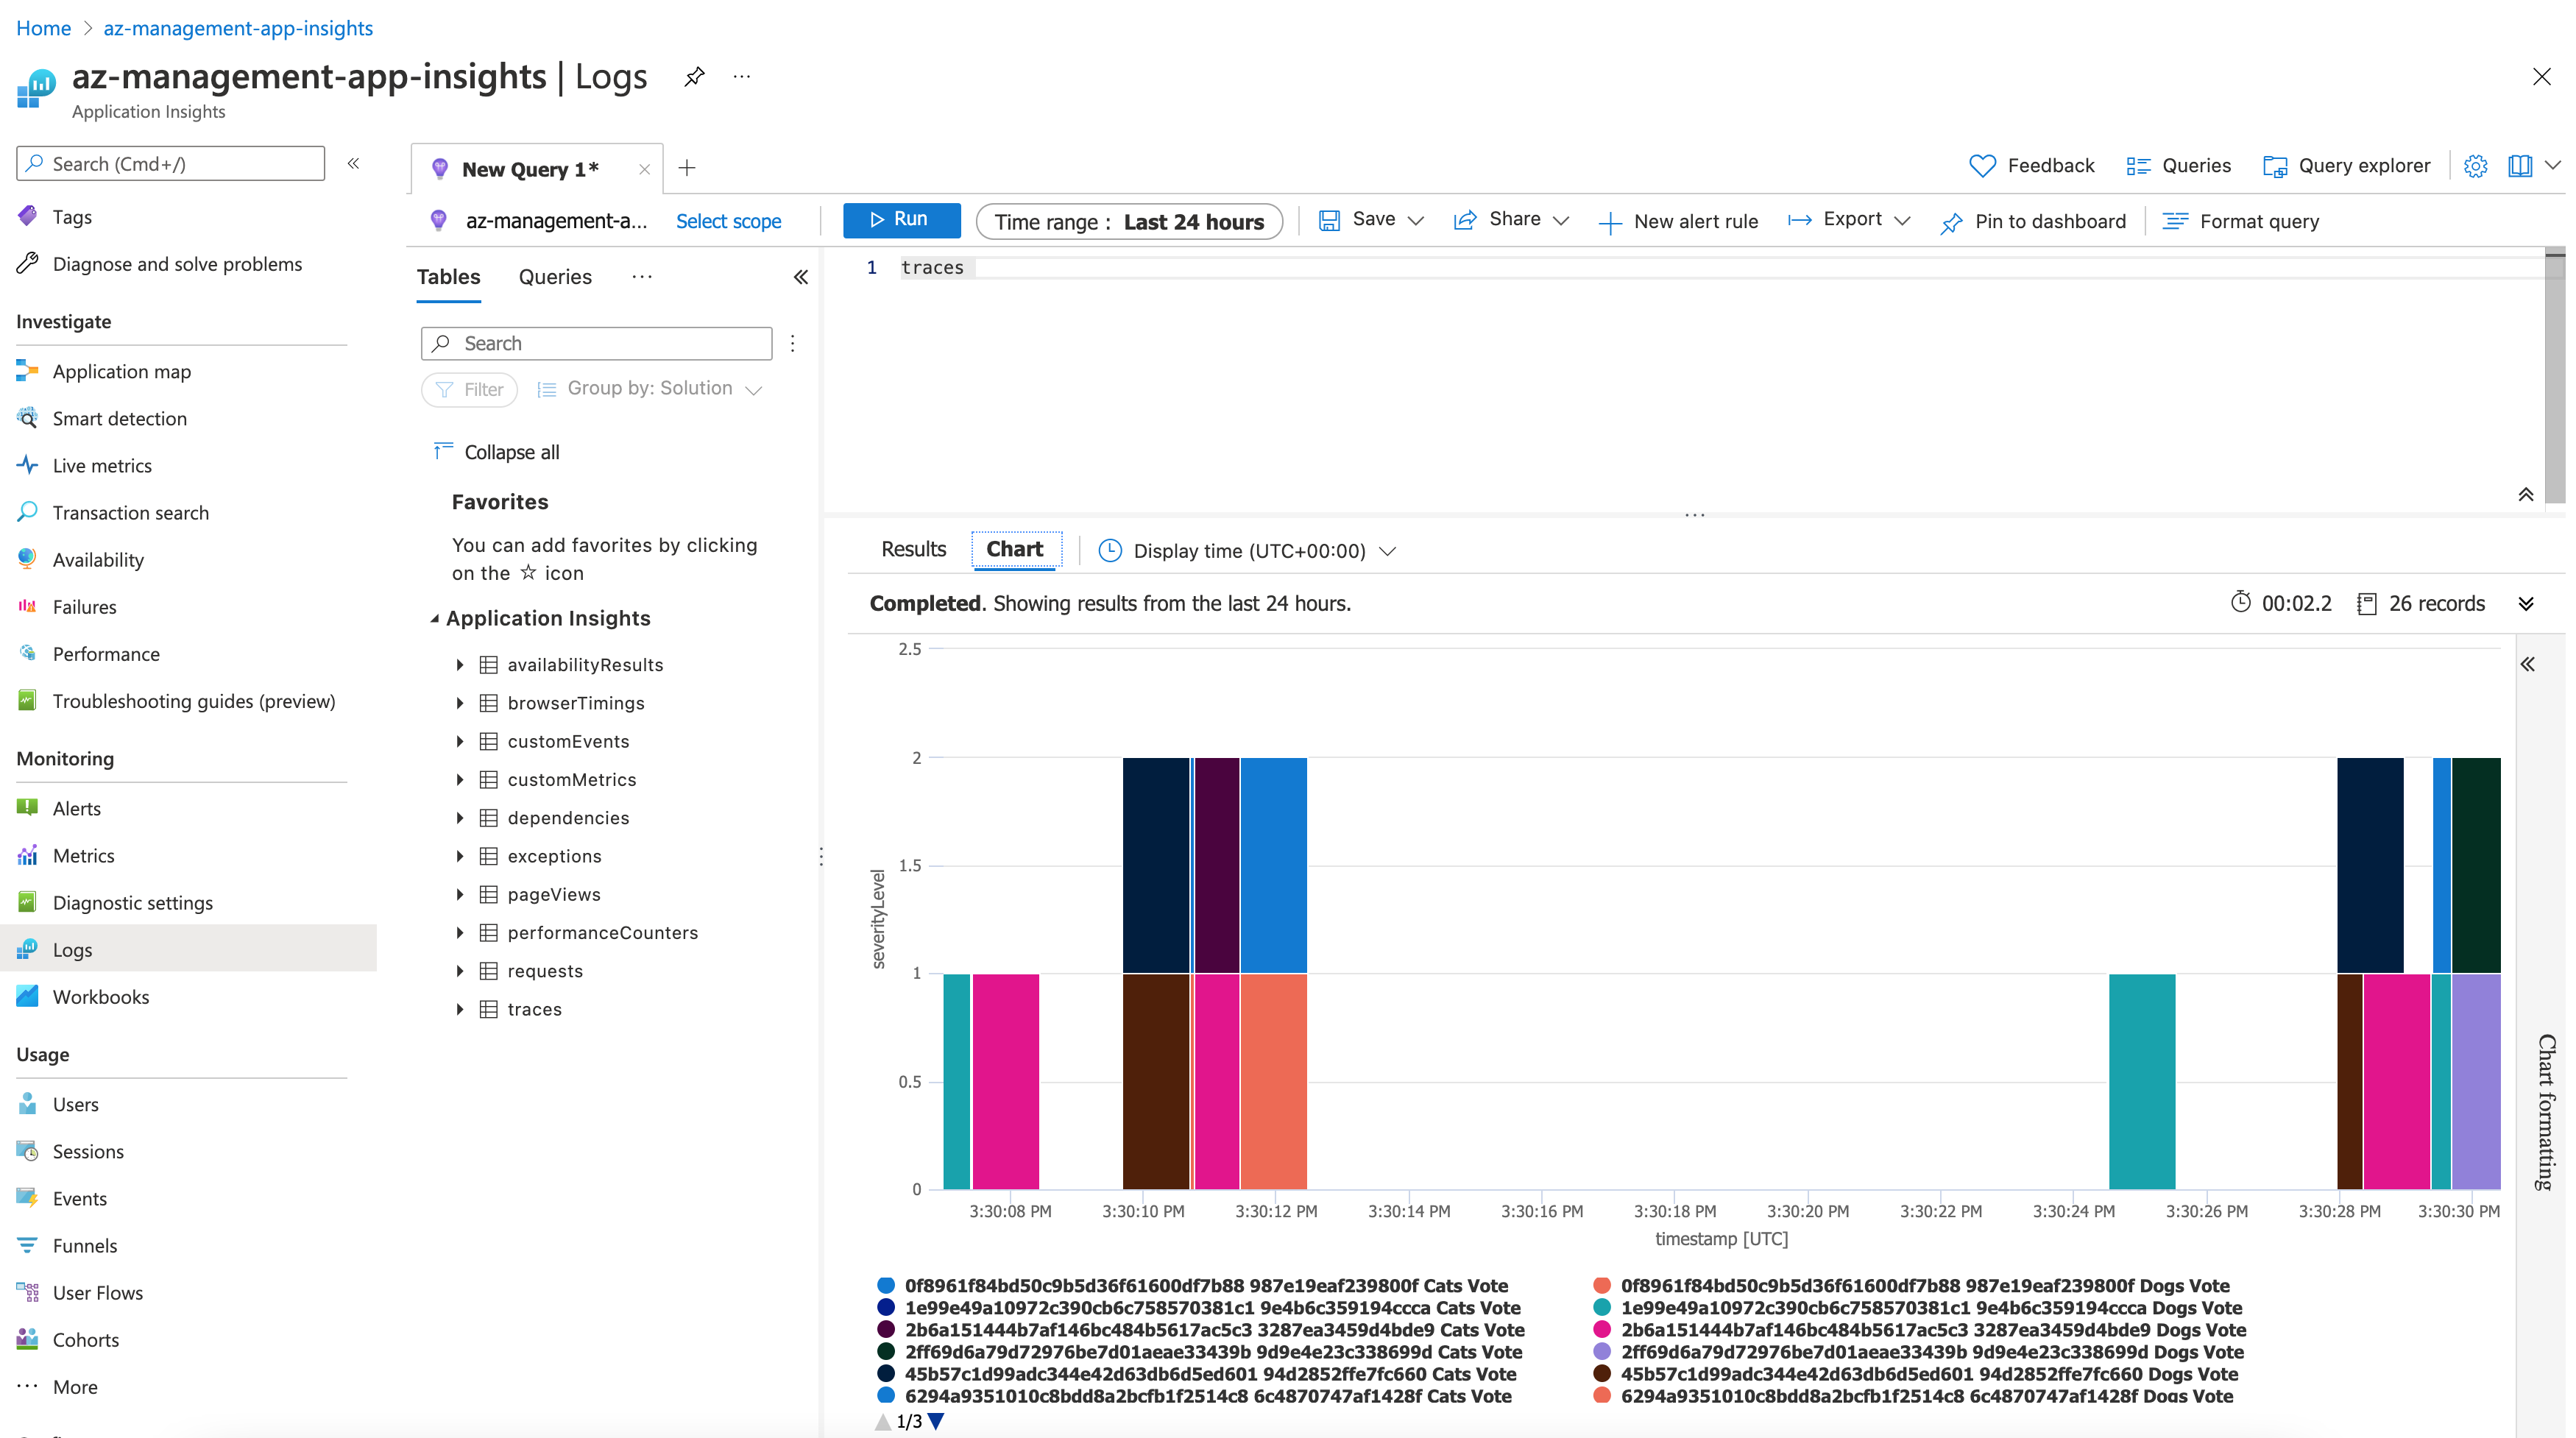 Home > az-management-app-insights
az-management-app-insights | Logs ...
Application Insights
Search (Cmd+/)
Tags
Diagnose and solve problems
Investigate
Application map
Smart detection
Live metrics
Transaction search
Availability
Failures
Performance
Troubleshooting guides (preview)
Monitoring
Alerts
Metrics
Diagnostic settings
Logs
Workbooks
Usage
Users
Sessions
Events
Funnels
User Flows
Cohorts
More
New Query 1*
Feedback
Queries
Query explorer
az-management-a...
Select scope
Run
Time range : Last 24 hours
Save
Share
New alert rule
Export
Pin to dashboard
Format query
Tables
Queries
Search
Filter
Group by: Solution
Collapse all
Favorites
You can add favorites by clicking
on the ☆ icon
Application Insights
availabilityResults
browserTimings
customEvents
customMetrics
dependencies
exceptions
pageViews
performanceCounters
requests
traces
1 traces
Results
Chart
Display time (UTC+00:00)
Completed. Showing results from the last 24 hours.
00:02.2
26 records
2.5
2
1.5
1
0.5
0
severityLevel
3:30:08 PM
3:30:10 PM
3:30:12 PM
3:30:14 PM
3:30:16 PM
3:30:18 PM
3:30:20 PM
3:30:22 PM
3:30:24 PM
3:30:26 PM
3:30:28 PM
3:30:30 PM
timestamp [UTC]
Chart formatting
0f8961f84bd50c9b5d36f61600df7b88 987e19eaf239800f Cats Vote
0f8961f84bd50c9b5d36f61600df7b88 987e19eaf239800f Dogs Vote
1e99e49a10972c390cb6c758570381c1 9e4b6c359194ccca Cats Vote
1e99e49a10972c390cb6c758570381c1 9e4b6c359194ccca Dogs Vote
2b6a151444b7af146bc484b5617ac5c3 3287ea3459d4bde9 Cats Vote
2b6a151444b7af146bc484b5617ac5c3 3287ea3459d4bde9 Dogs Vote
2ff69d6a79d72976be7d01aeae33439b 9d9e4e23c338699d Cats Vote
2ff69d6a79d72976be7d01aeae33439b 9d9e4e23c338699d Dogs Vote
45b57c1d99adc344e42d63db6d5ed601 94d2852ffe7fc660 Cats Vote
45b57c1d99adc344e42d63db6d5ed601 94d2852ffe7fc660 Dogs Vote
6294a9351010c8bdd8a2bcfb1f2514c8 6c4870747af1428f Cats Vote
6294a9351010c8bdd8a2bcfb1f2514c8 6c4870747af1428f Dogs Vote
1/3